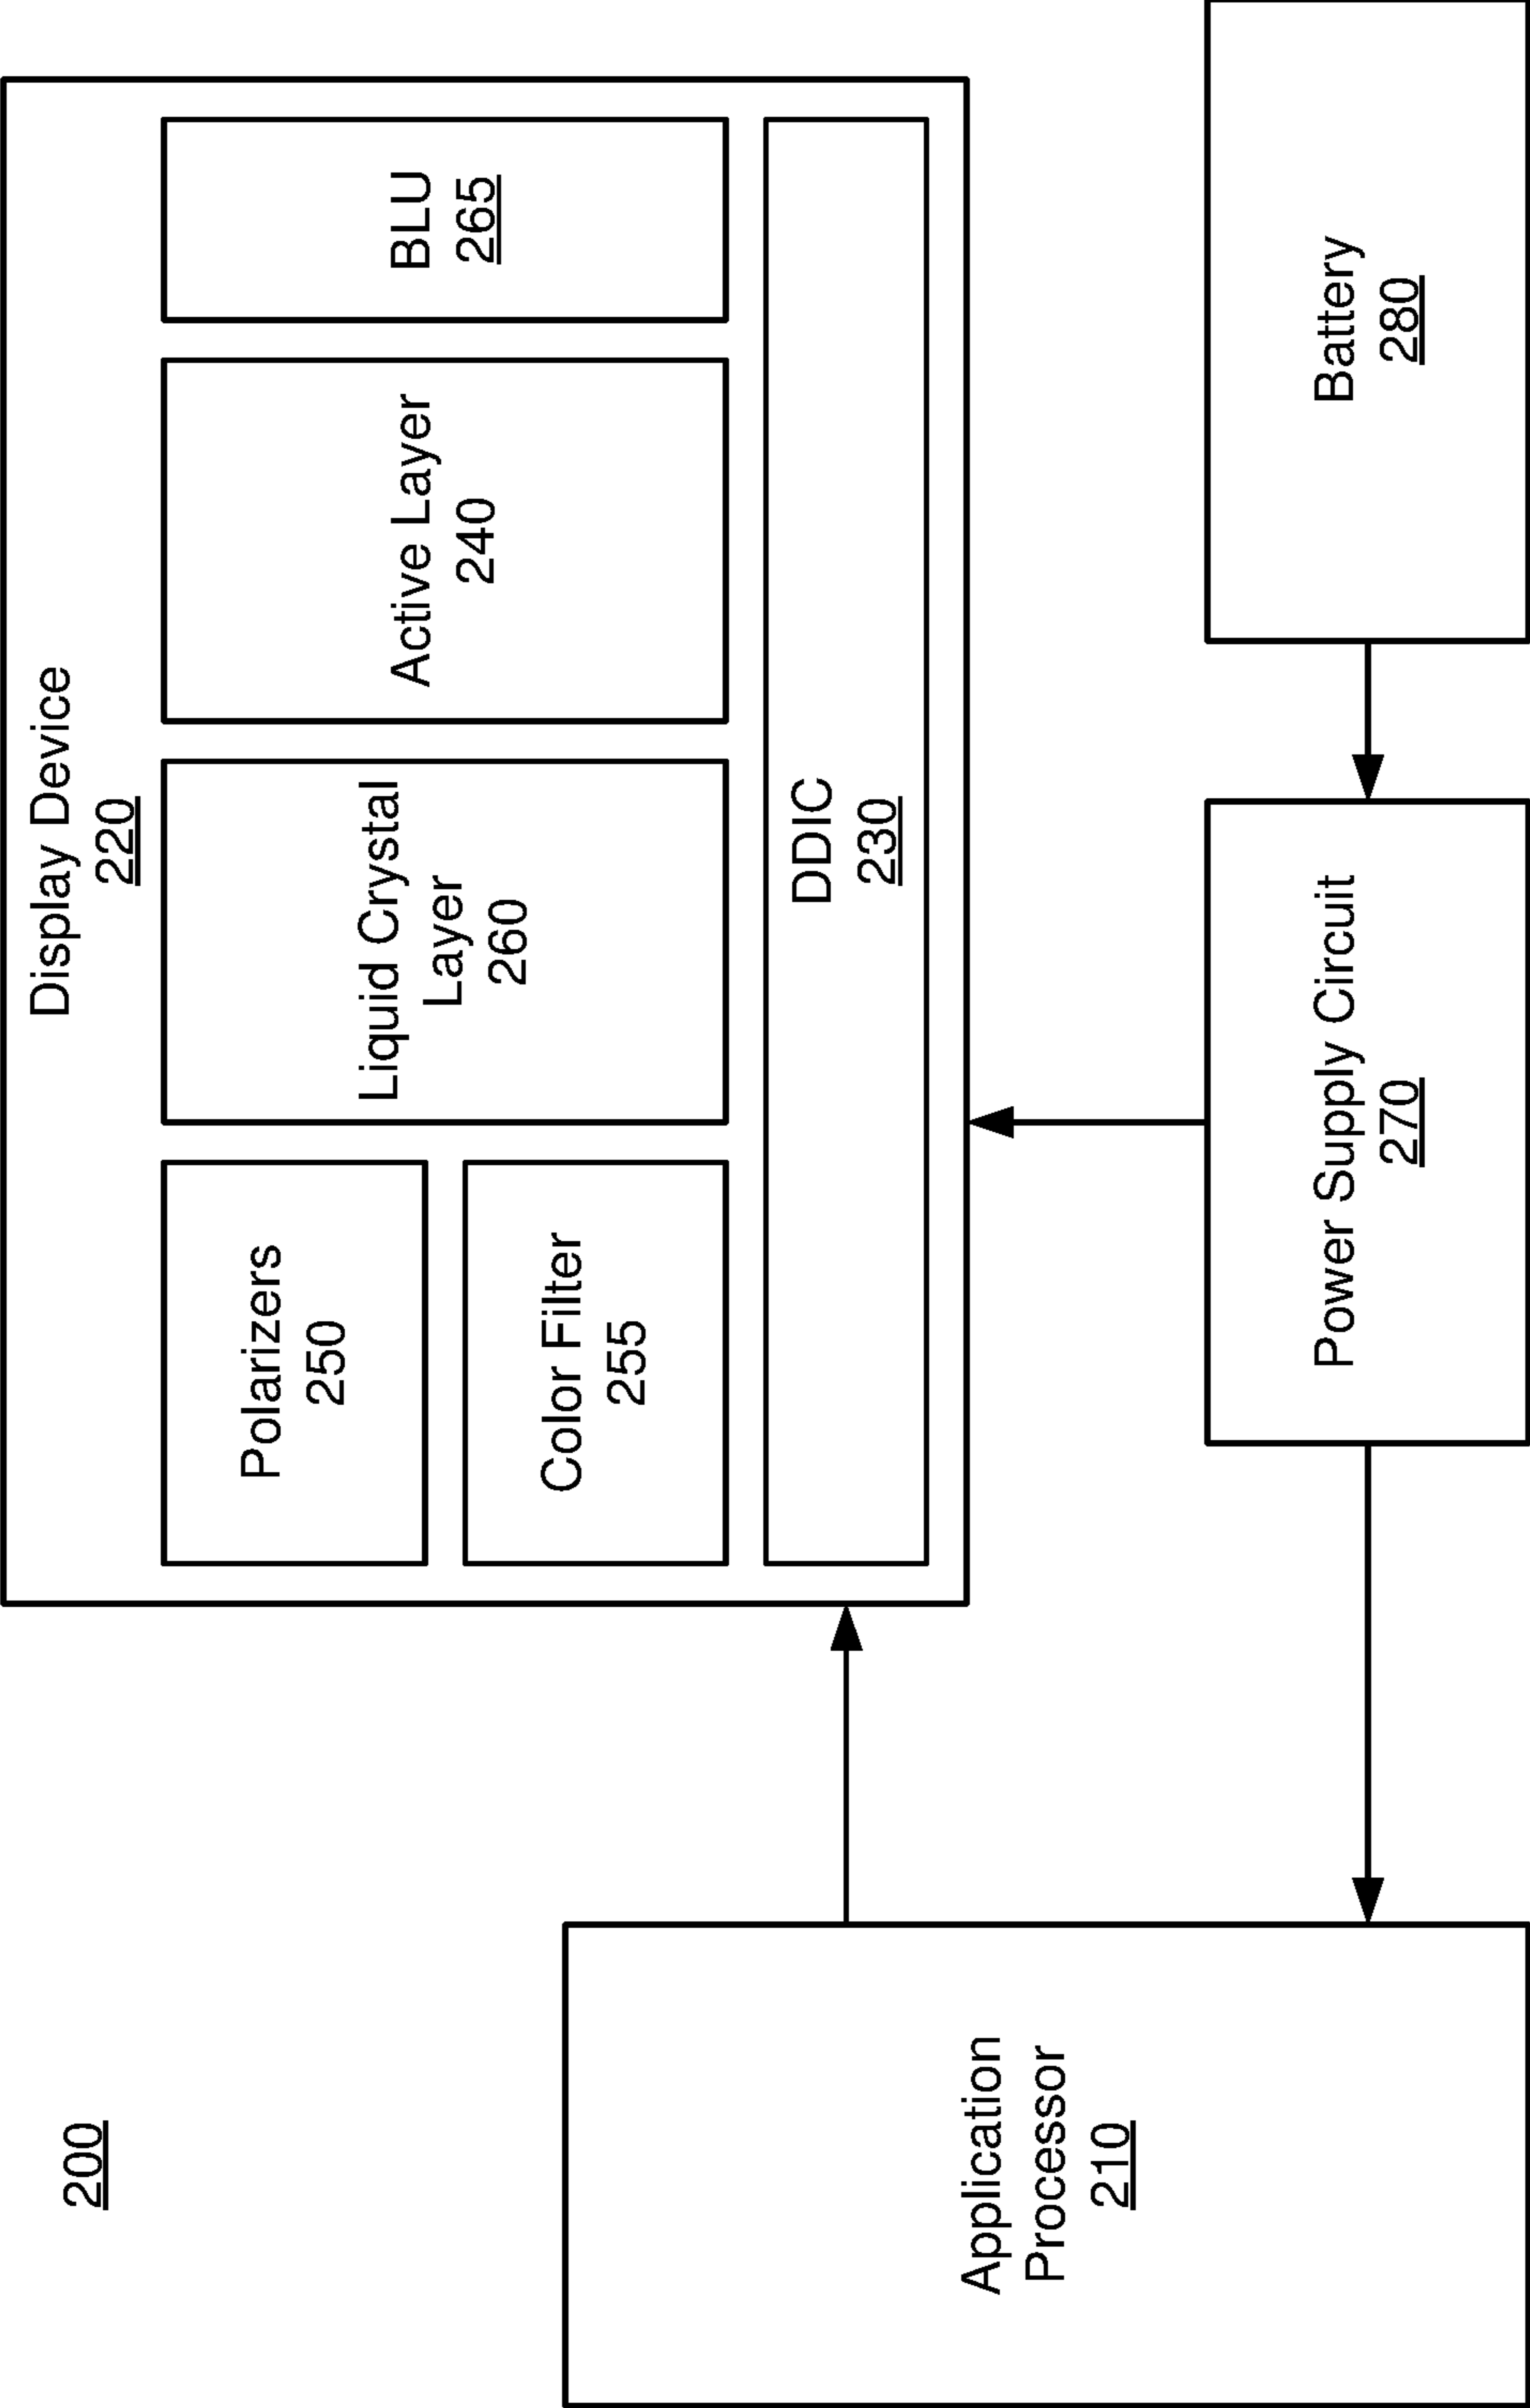 200
Display Device
220
Polarizers
250
Color Filter
255
Liquid Crystal
Layer
260
Active Layer
240
BLU
265
DDIC
230
Application
Processor
210
Power Supply Circuit
270
Battery
280